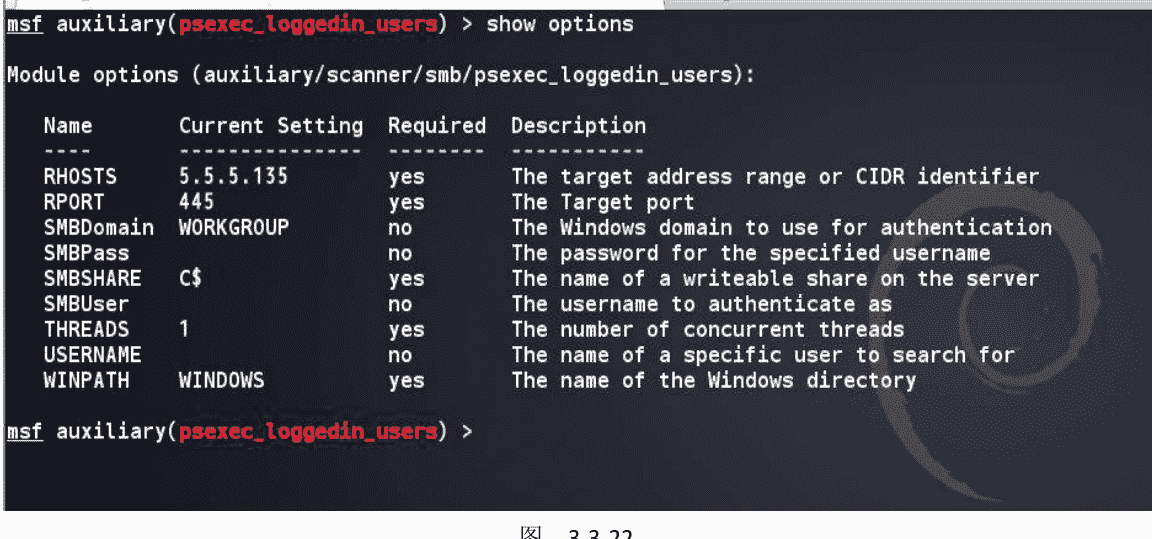 msf auxiliary(psexec_loggedin_users) > show options
Module options (auxiliary/scanner/smb/psexec_loggedin_users):
Name Current Setting Required Description
---- --------------- -------- -----------
RHOSTS 5.5.5.135 yes The target address range or CIDR identifier
RPORT 445 yes The Target port
SMBDomain WORKGROUP no The Windows domain to use for authentication
SMBPass no The password for the specified username
SMBSHARE C$ yes The name of a writeable share on the server
SMBUser no The username to authenticate as
THREADS 1 yes The number of concurrent threads
USERNAME no The name of a specific user to search for
WINPATH WINDOWS yes The name of the Windows directory
msf auxiliary(psexec_loggedin_users) >
图 3.3.22